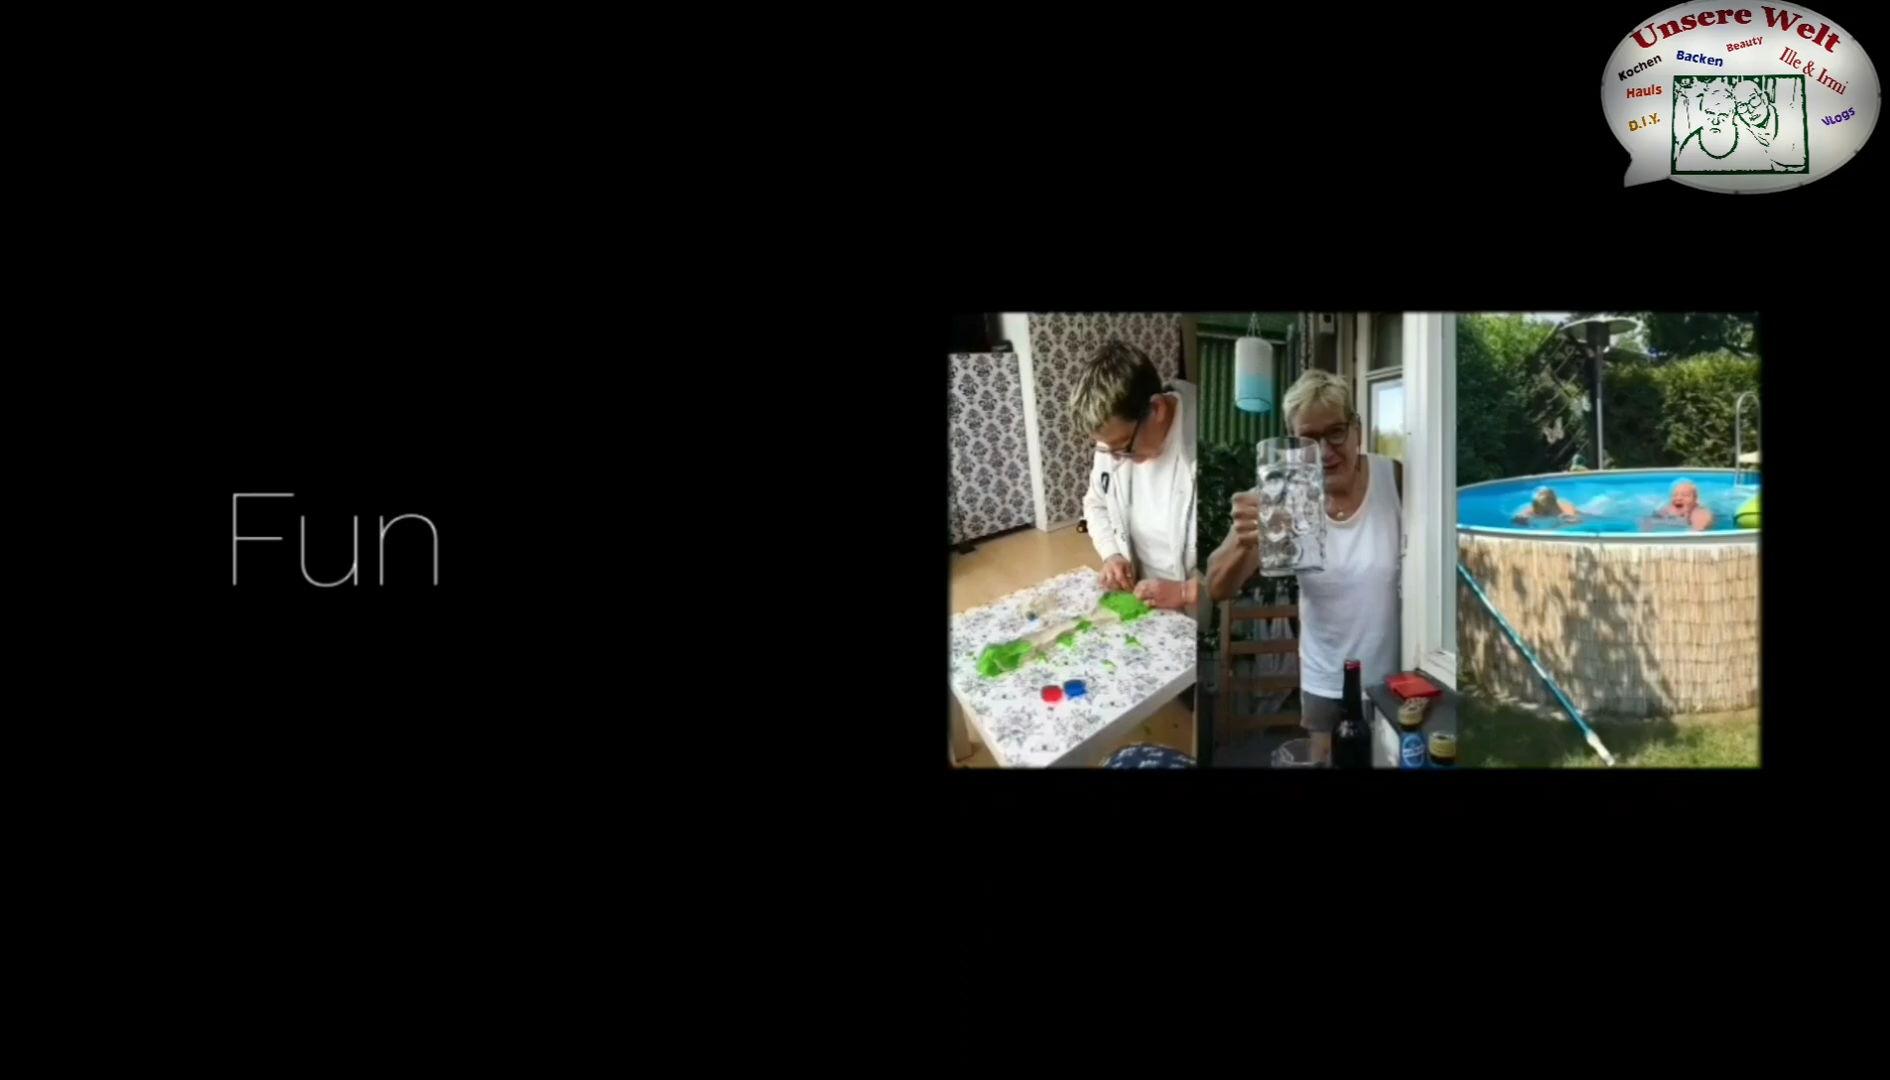 Unsere Welt
Kochen
Backen
Beauty
Ille & Irmi
Hauls
D.I.Y.
VLogs
Fun